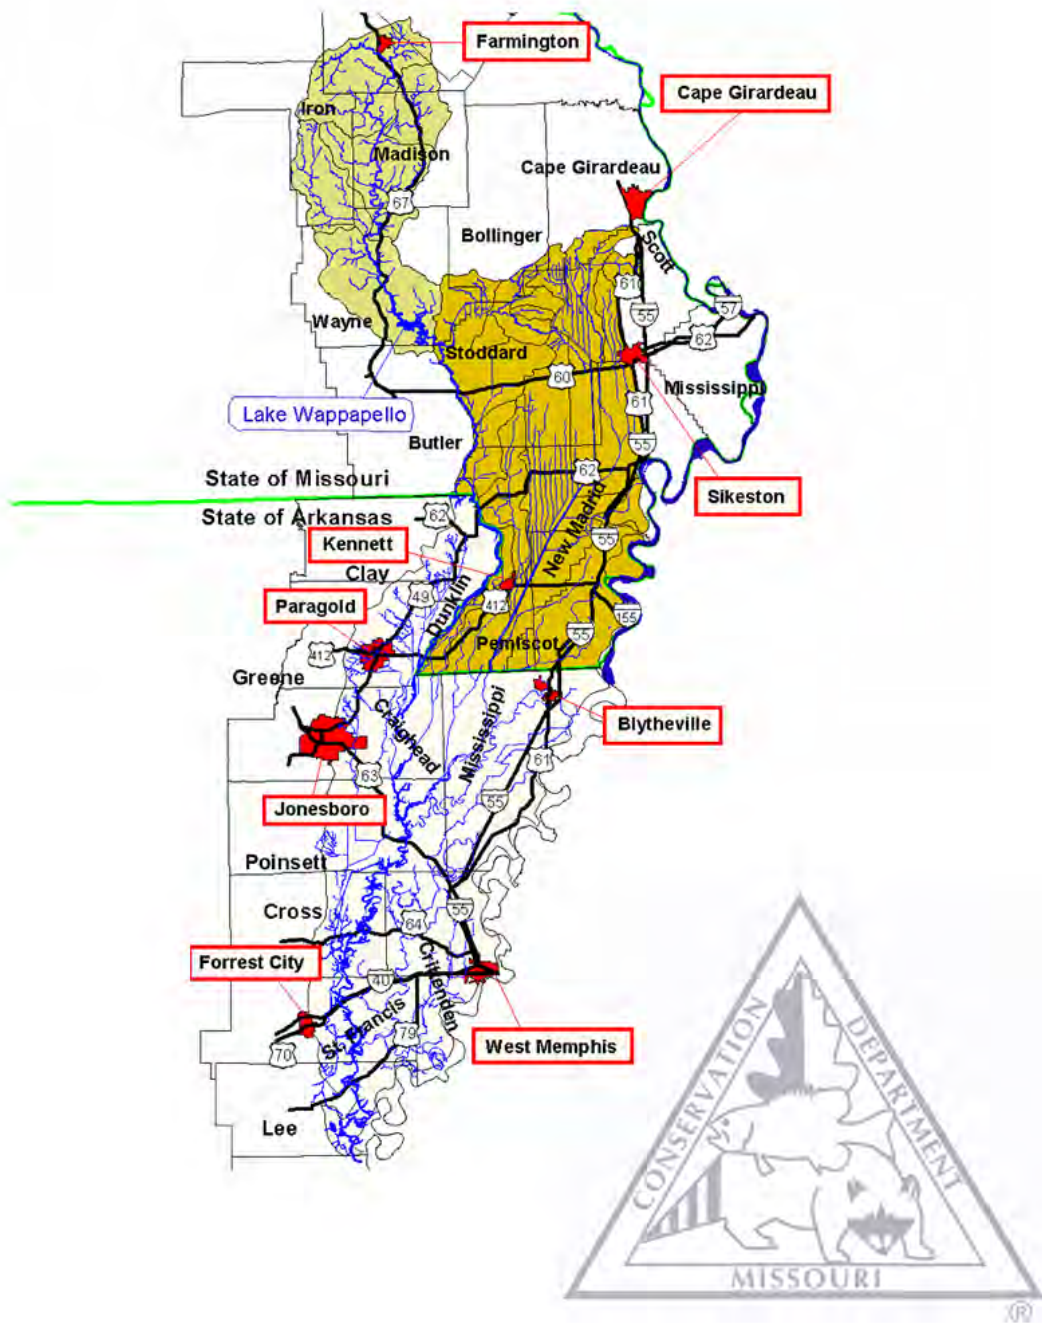 Farmington
Cape Girardeau
Iron
Madison
Cape Girardeau
67
Bollinger
Scott
61
55
57
62
Wayne
Stoddard
60
Mississippi
61
Lake Wappapello
Butler
55
62
State of Missouri
Sikeston
State of Arkansas
62
New Madrid
55
Kennett
Clay
49
Dunklin
412
Paragold
155
55
Pemiscot
412
Greene
Craighead
Mississippi
Blytheville
63
61
55
Jonesboro
Poinsett
Cross
55
64
Forrest City
Crittenden
40
St. Francis
79
70
West Memphis
Lee
CONSERVATION
DEPARTMENT
MISSOURI
®